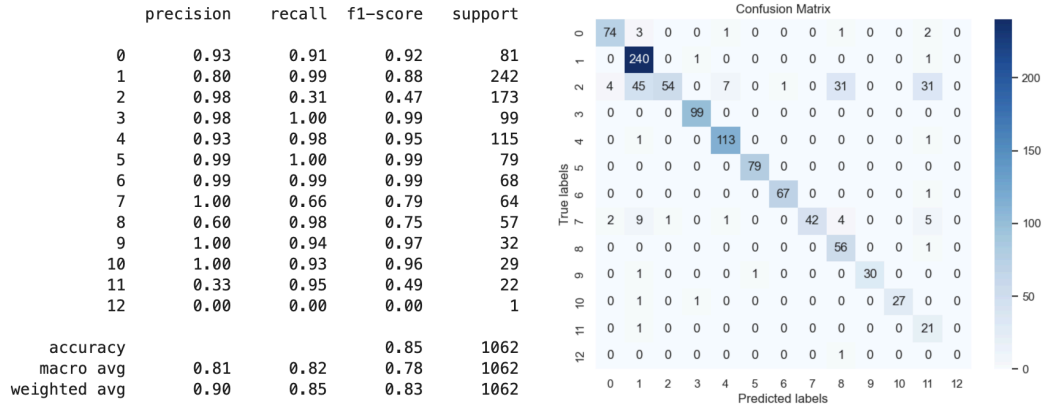 precision recall f1-score support
0 0.93 0.91 0.92 81
1 0.80 0.99 0.88 242
2 0.98 0.31 0.47 173
3 0.98 1.00 0.99 99
4 0.93 0.98 0.95 115
5 0.99 1.00 0.99 79
6 0.99 0.99 0.99 68
7 1.00 0.66 0.79 64
8 0.60 0.98 0.75 57
9 1.00 0.94 0.97 32
10 1.00 0.93 0.96 29
11 0.33 0.95 0.49 22
12 0.00 0.00 0.00 1
accuracy 0.85 1062
macro avg 0.81 0.82 0.78 1062
weighted avg 0.90 0.85 0.83 1062
Confusion Matrix
True labels
0 74 3 0 0 1 0 0 0 1 0 0 2 0
1 0 240 0 1 0 0 0 0 0 0 0 1 0
2 4 45 54 0 7 0 1 0 31 0 0 31 0
3 0 0 0 99 0 0 0 0 0 0 0 0 0
4 0 1 0 0 113 0 0 0 0 0 0 1 0
5 0 0 0 0 0 79 0 0 0 0 0 0 0
6 0 0 0 0 0 0 67 0 0 0 0 1 0
7 2 9 1 0 1 0 0 42 4 0 0 5 0
8 0 0 0 0 0 0 0 0 56 0 0 1 0
9 0 1 0 0 0 1 0 0 0 30 0 0 0
10 0 1 0 1 0 0 0 0 0 0 27 0 0
11 0 1 0 0 0 0 0 0 0 0 0 21 0
12 0 0 0 0 0 0 0 0 1 0 0 0 0
0 1 2 3 4 5 6 7 8 9 10 11 12
Predicted labels
200
150
100
50
0